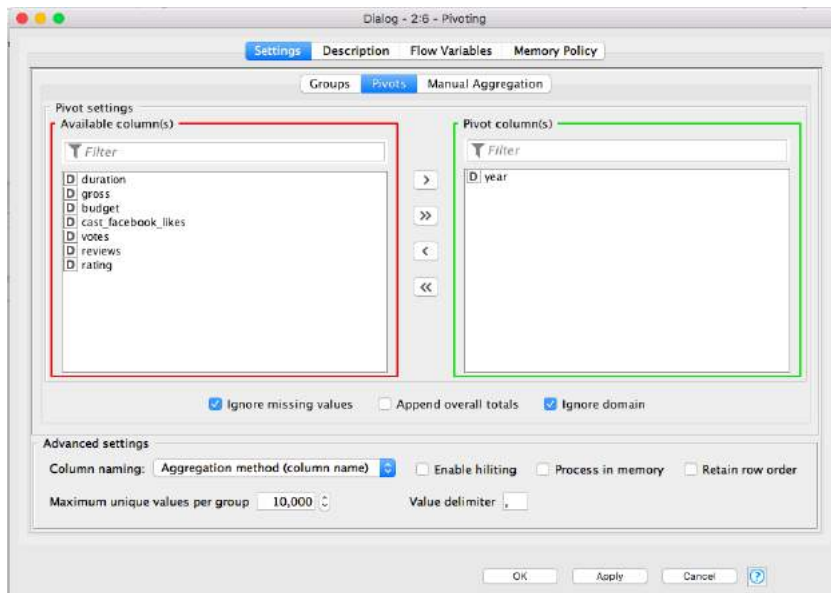 Dialog - 2:6 - Pivoting
Settings Description Flow Variables Memory Policy
Groups Pivots Manual Aggregation
Pivot settings
Available column(s)
Filter
D duration
D gross
D budget
D cast_facebook_likes
D votes
D reviews
D rating
>
>>
<
<<
Pivot column(s)
Filter
D year
Ignore missing values Append overall totals Ignore domain
Advanced settings
Column naming: Aggregation method (column name) Enable hiliting Process in memory Retain row order
Maximum unique values per group 10,000 Value delimiter ,
OK Apply Cancel ?